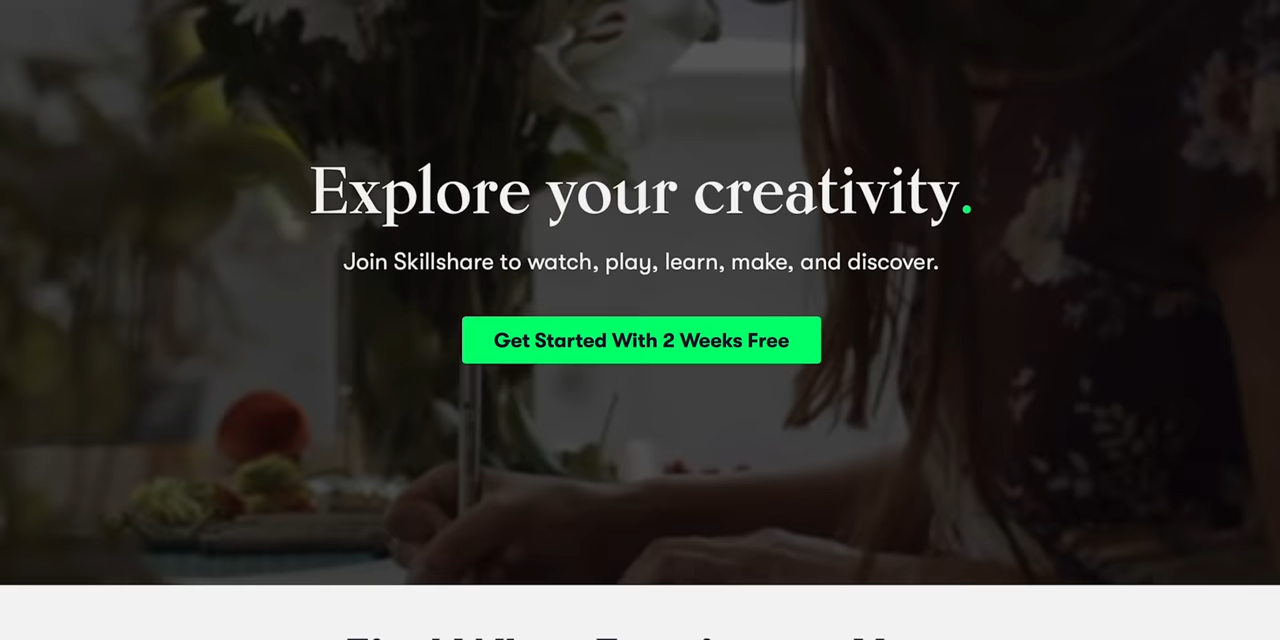 Explore your creativity.
Join Skillshare to watch, play, learn, make, and discover.
Get Started With 2 Weeks Free